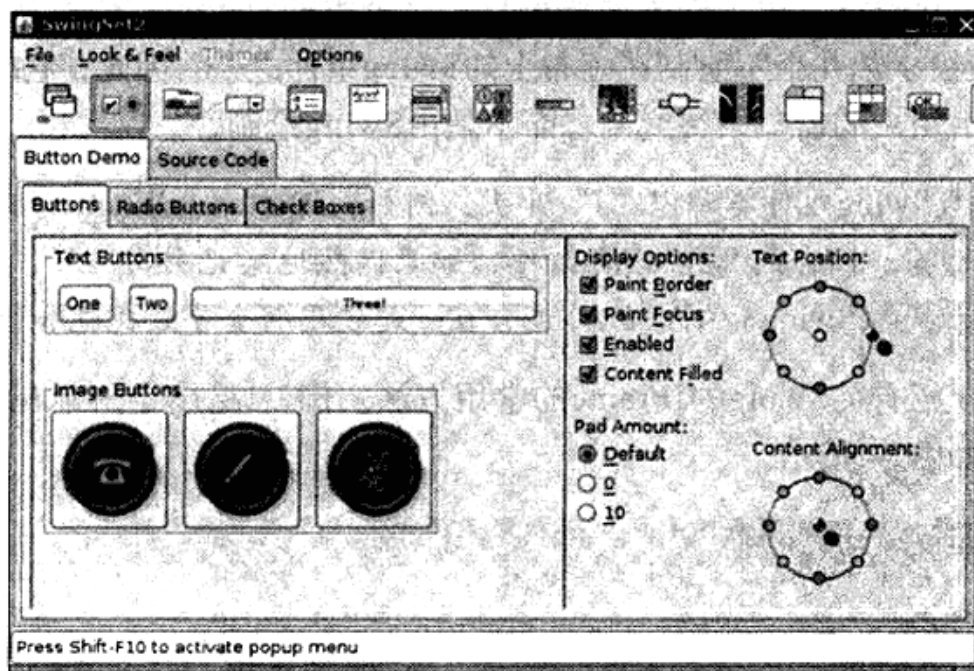 SwingSet2
File Look & Feel Themes Options
Button Demo Source Code
Buttons Radio Buttons Check Boxes
Text Buttons
One Two Three!
Image Buttons
Display Options:
Paint Border
Paint Focus
Enabled
Content Filled
Pad Amount:
Default
0
10
Text Position:
Content Alignment:
Press Shift-F10 to activate popup menu